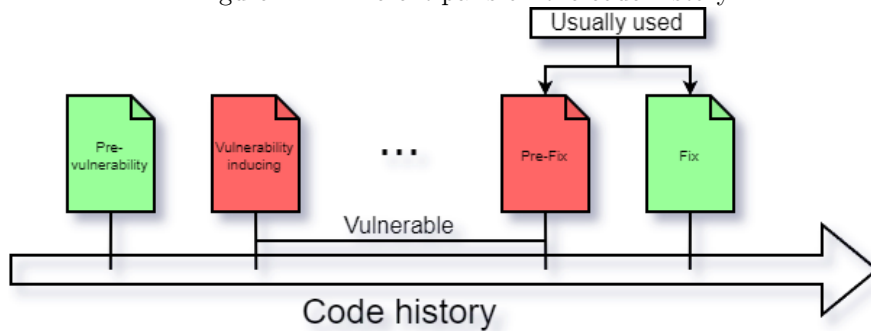 Usually used
Pre-
vulnerability
Vulnerability
inducing
...
Pre-Fix
Fix
Vulnerable
Code history